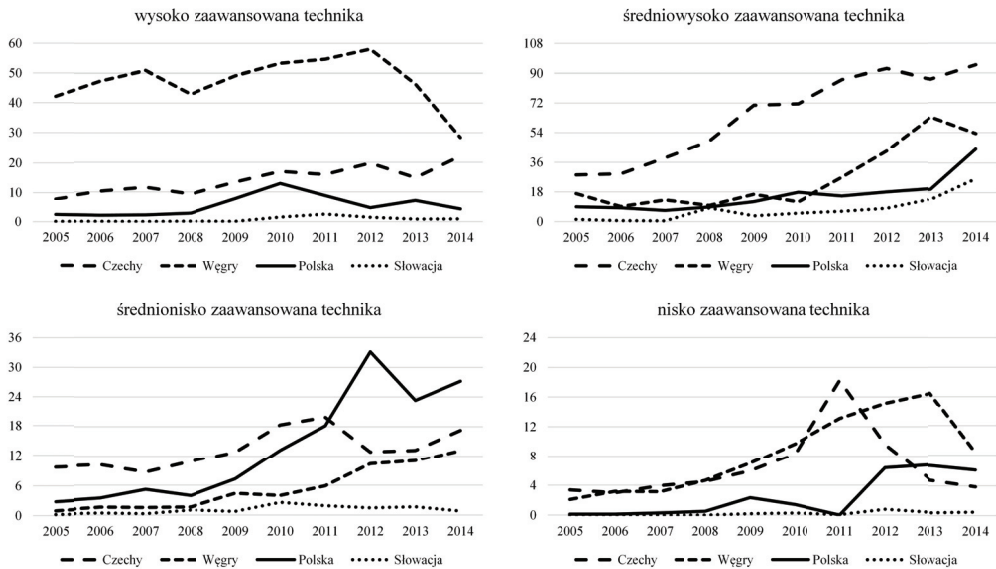 wysoko zaawansowana technika
60
50
40
30
20
10
0
2005 2006 2007 2008 2009 2010 2011 2012 2013 2014
Czechy Węgry Polska Słowacja
średniowysoko zaawansowana technika
108
90
72
54
36
18
0
2005 2006 2007 2008 2009 2010 2011 2012 2013 2014
Czechy Węgry Polska Słowacja
średnionisko zaawansowana technika
36
30
24
18
12
6
0
2005 2006 2007 2008 2009 2010 2011 2012 2013 2014
Czechy Węgry Polska Słowacja
nisko zaawansowana technika
24
20
16
12
8
4
0
2005 2006 2007 2008 2009 2010 2011 2012 2013 2014
Czechy Węgry Polska Słowacja